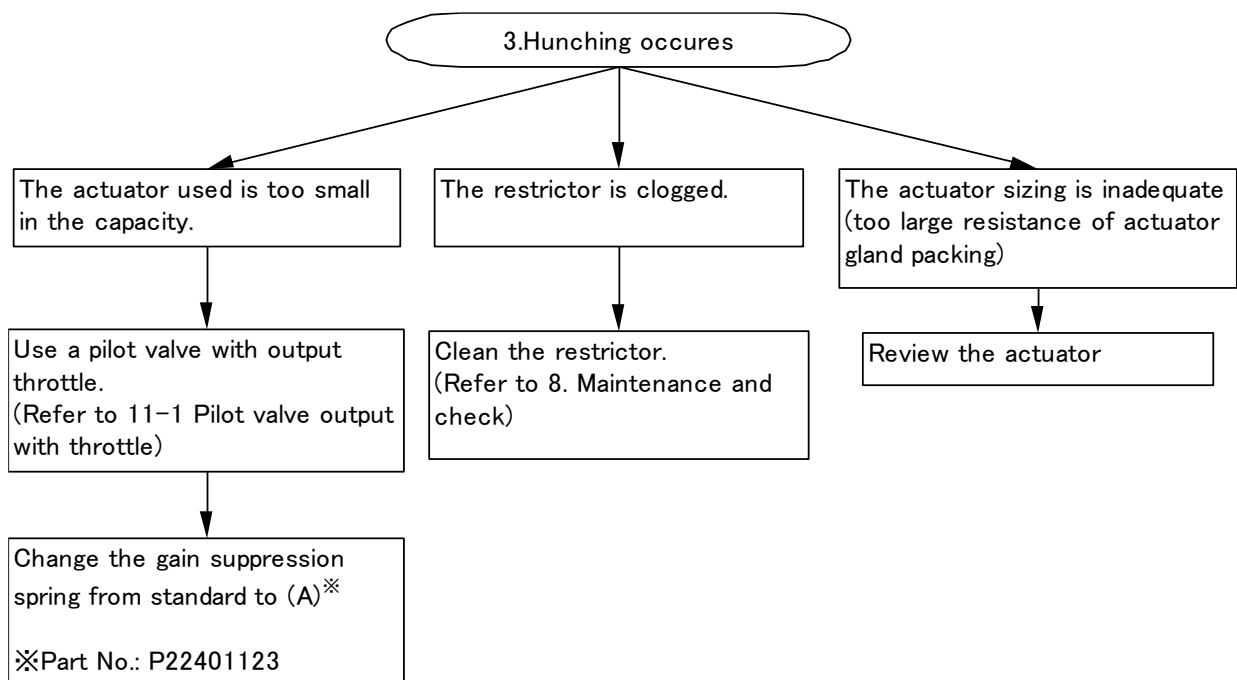 3.Hunching occures
The actuator used is too small
in the capacity.
Use a pilot valve with output
throttle.
(Refer to 11-1 Pilot valve output
with throttle)
Change the gain suppression
spring from standard to (A)※
※Part No.: P22401123
The restrictor is clogged.
Clean the restrictor.
(Refer to 8. Maintenance and
check)
The actuator sizing is inadequate
(too large resistance of actuator
gland packing)
Review the actuator